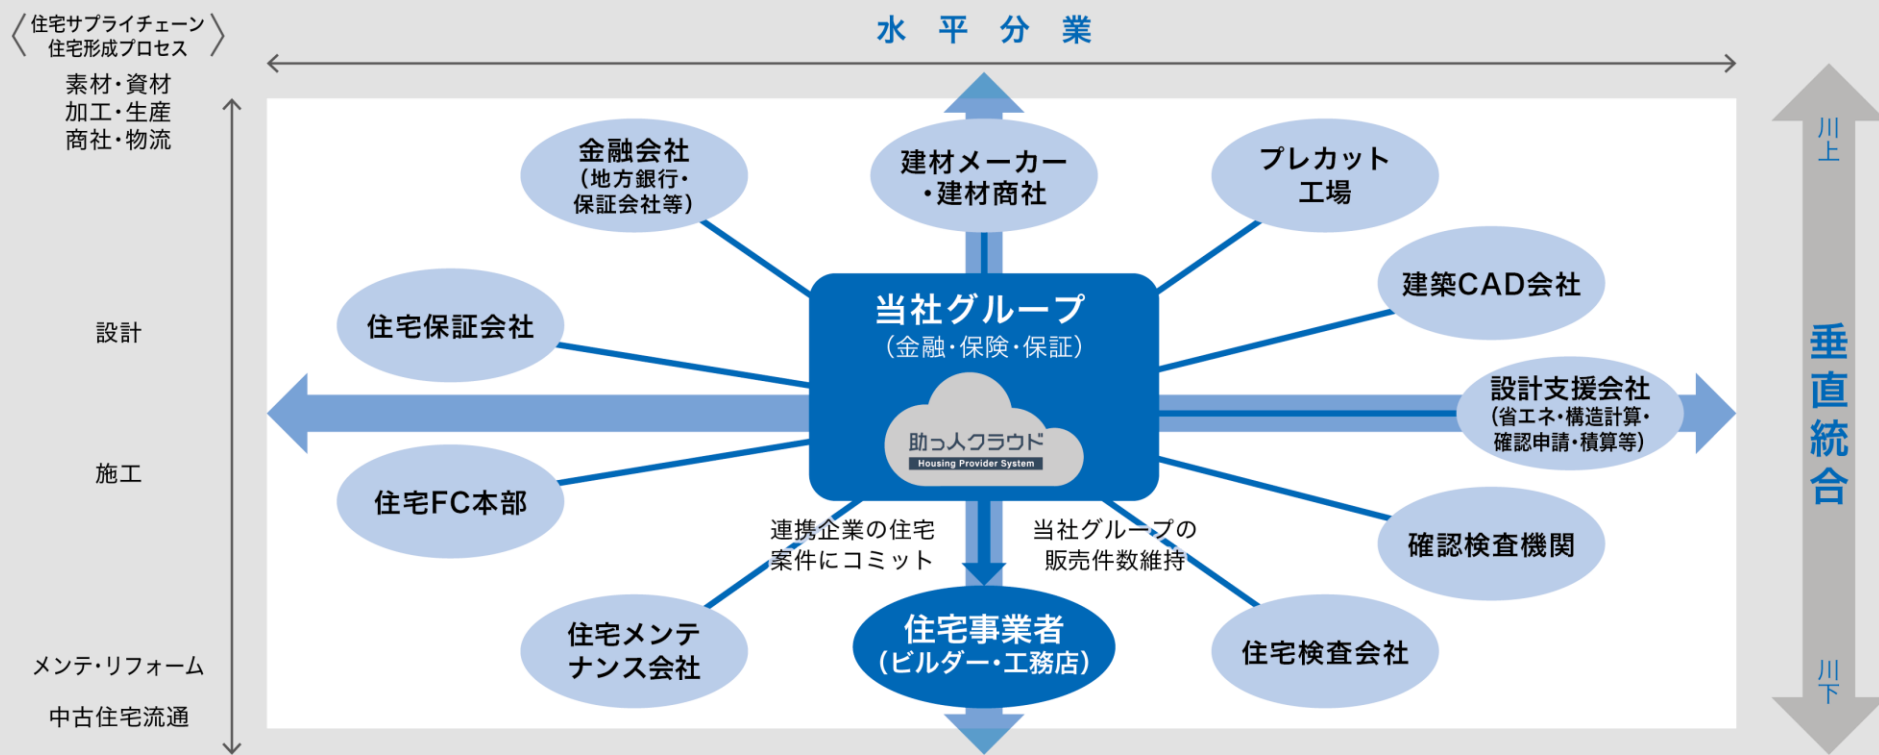 住宅サプライチェーン
住宅形成プロセス
水平分業
素材・資材
加工・生産
商社・物流
設計
施工
メンテ・リフォーム
中古住宅流通
金融会社
(地方銀行・
保証会社等)
建材メーカー
・建材商社
プレカット
工場
住宅保証会社
建築CAD会社
当社グループ
(金融・保険・保証)
助っ人クラウド
Housing Provider System
設計支援会社
(省エネ・構造計算・
確認申請・積算等)
住宅FC本部
確認検査機関
連携企業の住宅
案件にコミット
当社グループの
販売件数維持
住宅メンテ
ナンス会社
住宅事業者
(ビルダー・工務店)
住宅検査会社
川上
垂直統合
川下